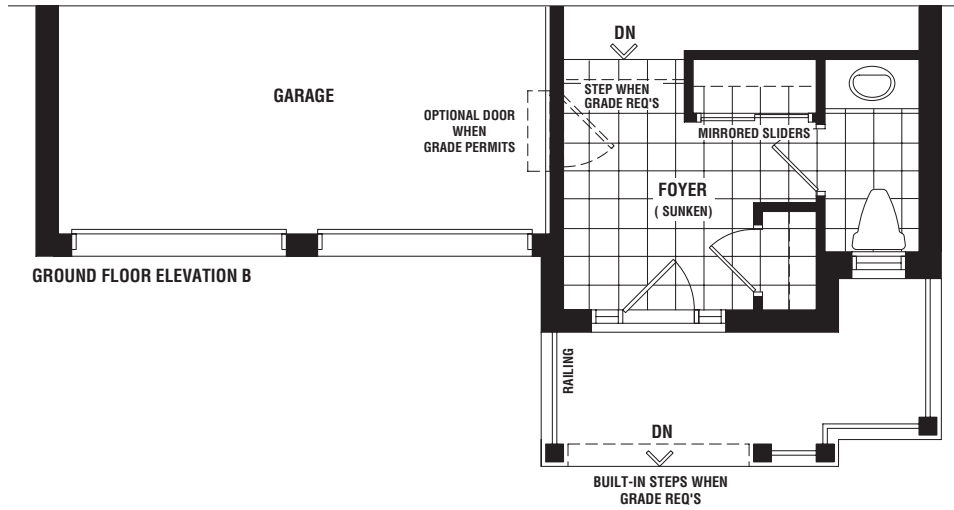 DN
GARAGE
STEP WHEN
GRADE REQ'S
OPTIONAL DOOR
WHEN
GRADE PERMITS
MIRRORED SLIDERS
FOYER
( SUNKEN)
GROUND FLOOR ELEVATION B
RAILING
DN
BUILT-IN STEPS WHEN
GRADE REQ'S